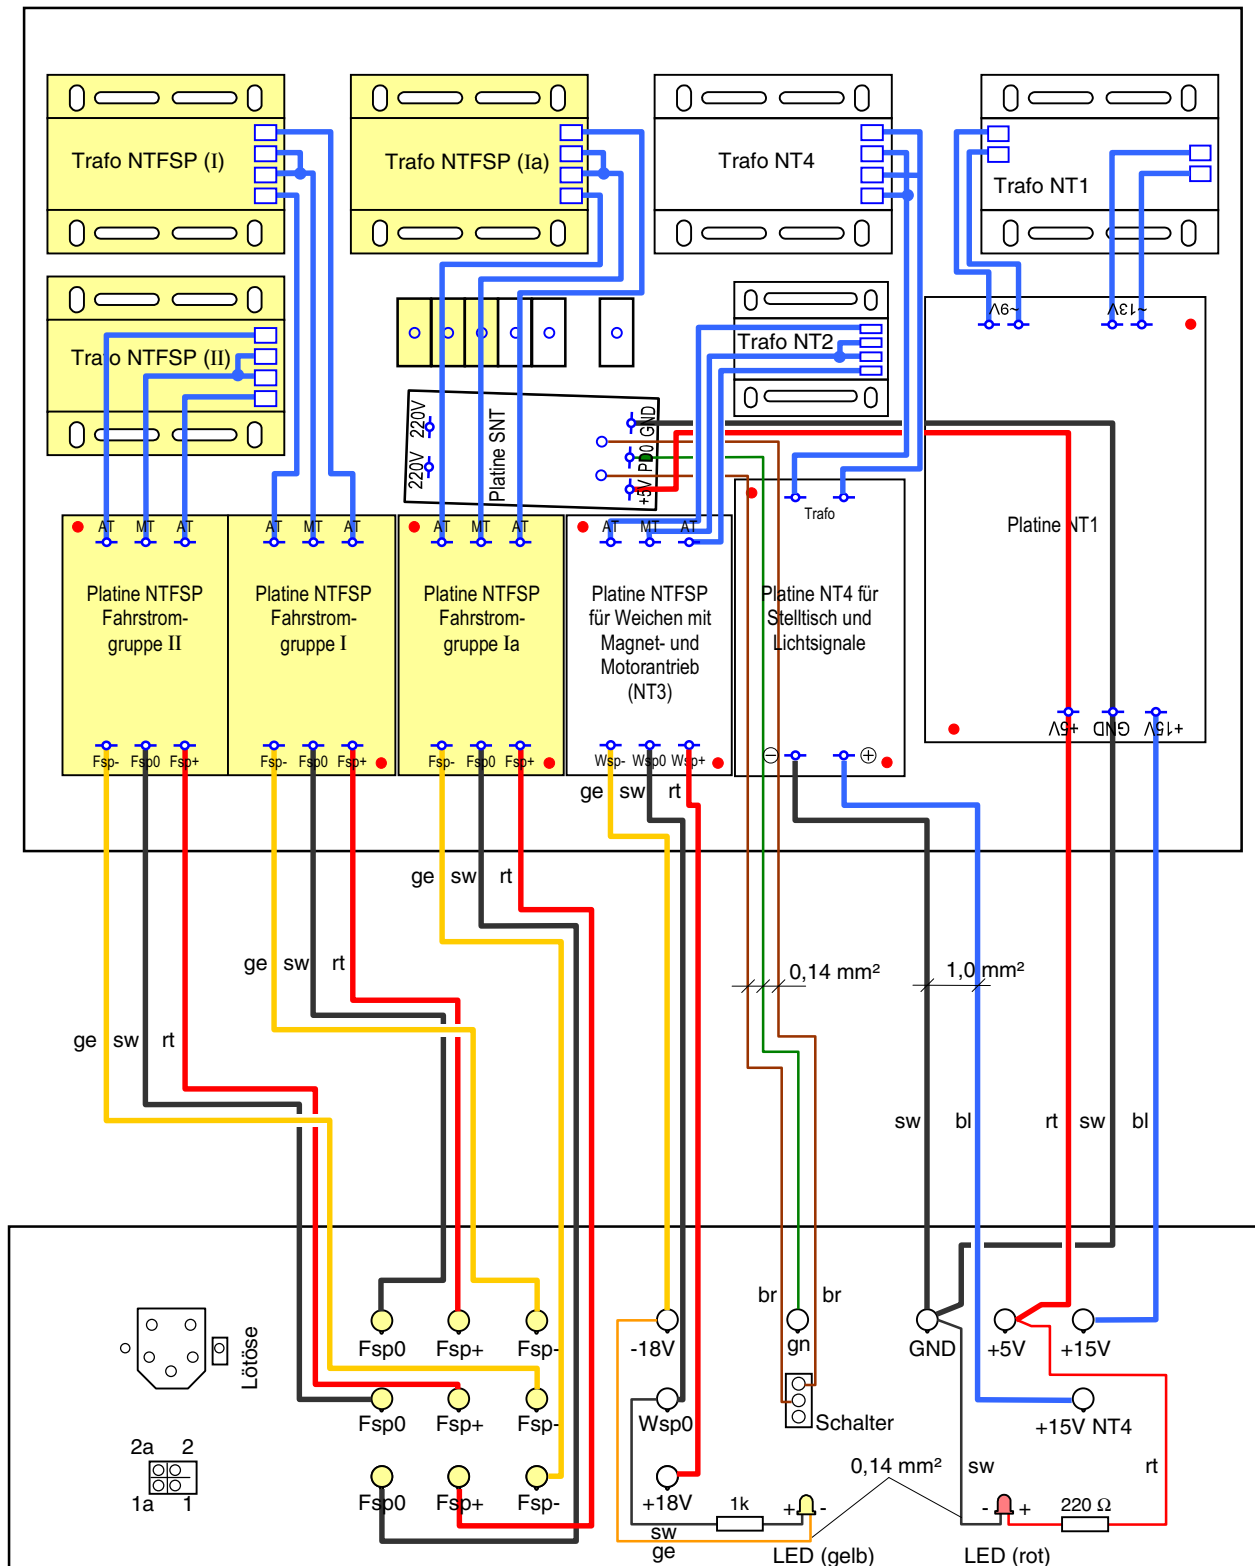 Trafo NTFSP (I)
Trafo NTFSP (Ia)
Trafo NT4
Trafo NT1
Trafo NTFSP (II)
Trafo NT2
~9V
~13V
220V
220V
Platine SNT
GND
PD0
+5V
AT MT AT
AT MT AT
AT MT AT
AT MT AT
Trafo
Platine NT1
Platine NTFSP
Fahrstrom-
gruppe II
Platine NTFSP
Fahrstrom-
gruppe I
Platine NTFSP
Fahrstrom-
gruppe Ia
Platine NTFSP
für Weichen mit
Magnet- und
Motorantrieb
(NT3)
Platine NT4 für
Stelltisch und
Lichtsignale
+5V GND +15V
Fsp- Fsp0 Fsp+
Fsp- Fsp0 Fsp+
Fsp- Fsp0 Fsp+
Wsp- Wsp0 Wsp+
⊖ ⊕
ge sw rt
ge sw rt
ge sw rt
ge sw rt
0,14 mm²
1,0 mm²
sw bl rt sw bl
br br
Lötöse
Fsp0 Fsp+ Fsp-
-18V
gn
GND
+5V
+15V
Fsp0 Fsp+ Fsp-
Wsp0
Schalter
+15V NT4
2a 2
1a 1
Fsp0 Fsp+ Fsp-
+18V
0,14 mm²
sw
rt
1k
+ -
- +
220 Ω
sw
ge
LED (gelb)
LED (rot)